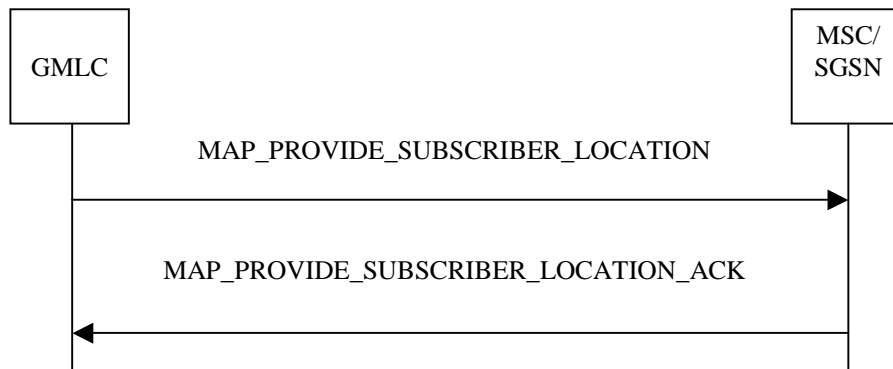 GMLC
MSC/
SGSN
MAP_PROVIDE_SUBSCRIBER_LOCATION
MAP_PROVIDE_SUBSCRIBER_LOCATION_ACK